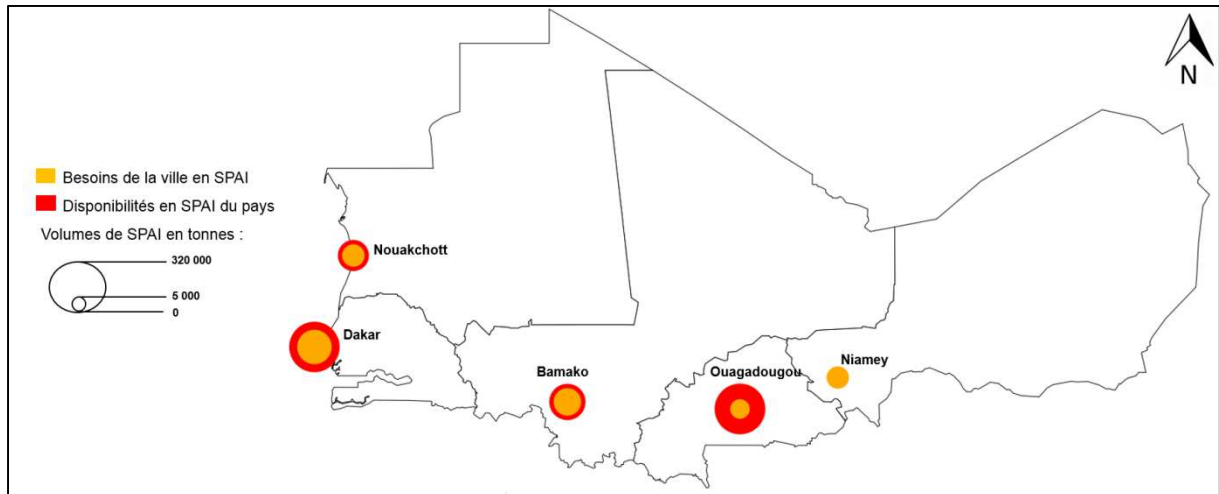 N
Besoins de la ville en SPAI
Disponibilités en SPAI du pays
Volumes de SPAI en tonnes :
320 000
5 000
0
Nouakchott
Dakar
Bamako
Ouagadougou
Niamey